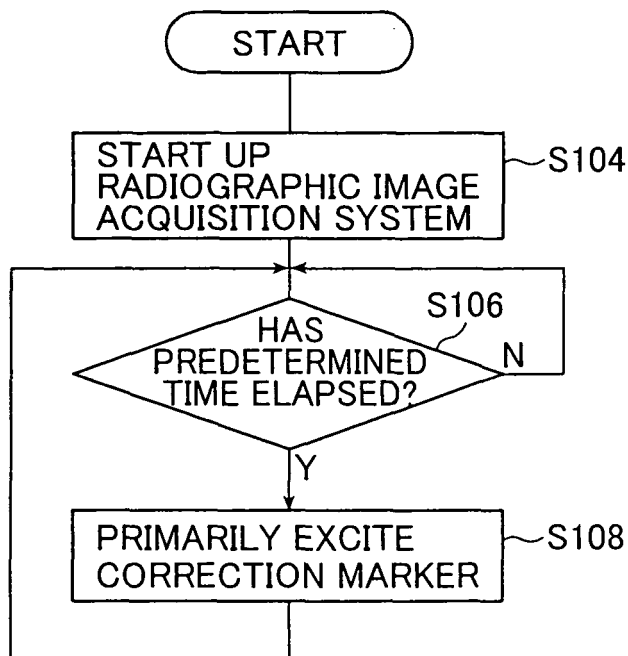 START
START UP
RADIOGRAPHIC IMAGE
ACQUISITION SYSTEM
S104
S106
HAS
PREDETERMINED
TIME ELAPSED?
N
Y
PRIMARILY EXCITE
CORRECTION MARKER
S108